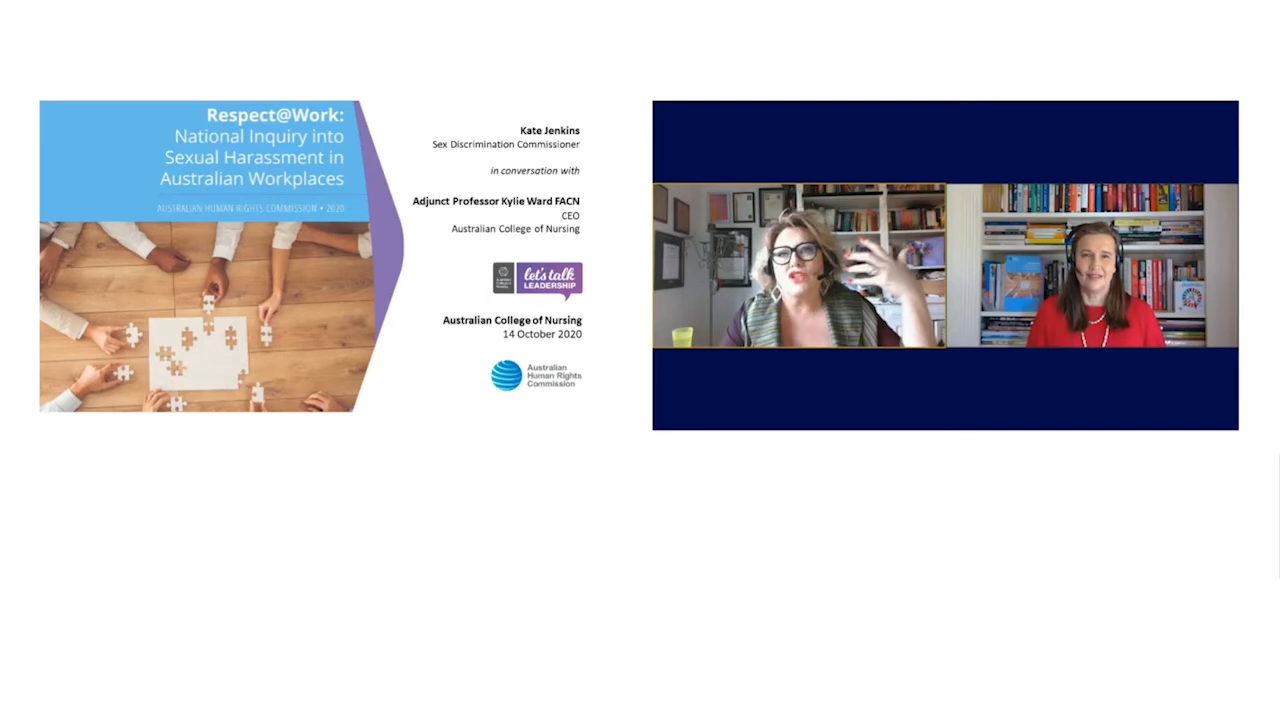 Respect@Work:
National Inquiry into
Sexual Harassment in
Australian Workplaces
AUSTRALIAN HUMAN RIGHTS COMMISSION • 2020
Kate Jenkins
Sex Discrimination Commissioner
in conversation with
Adjunct Professor Kylie Ward FACN
CEO
Australian College of Nursing
let's talk
LEADERSHIP
Australian College of Nursing
14 October 2020
Australian
Human Rights
Commission